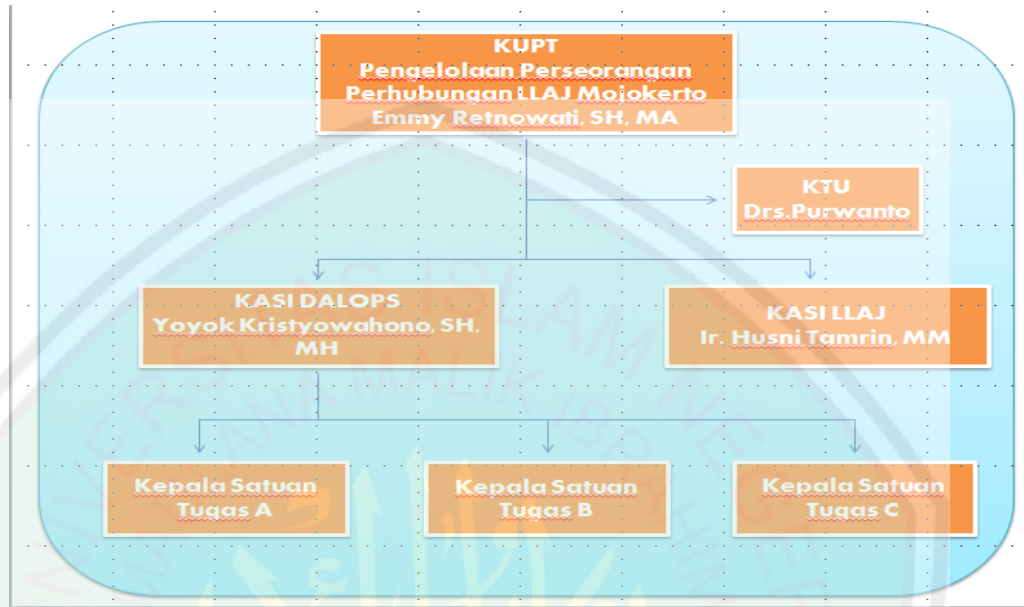 KUPT
Pengelolaan Perseorangan
Perhubungan LLAJ Mojokerto
Emmy Retnowati, SH, MA
KTU
Drs.Purwanto
KASI DALOPS
Yoyok Kristyowahono, SH,
MH
KASI LLAJ
Ir. Husni Tamrin, MM
Kepala Satuan
Tugas A
Kepala Satuan
Tugas B
Kepala Satuan
Tugas C